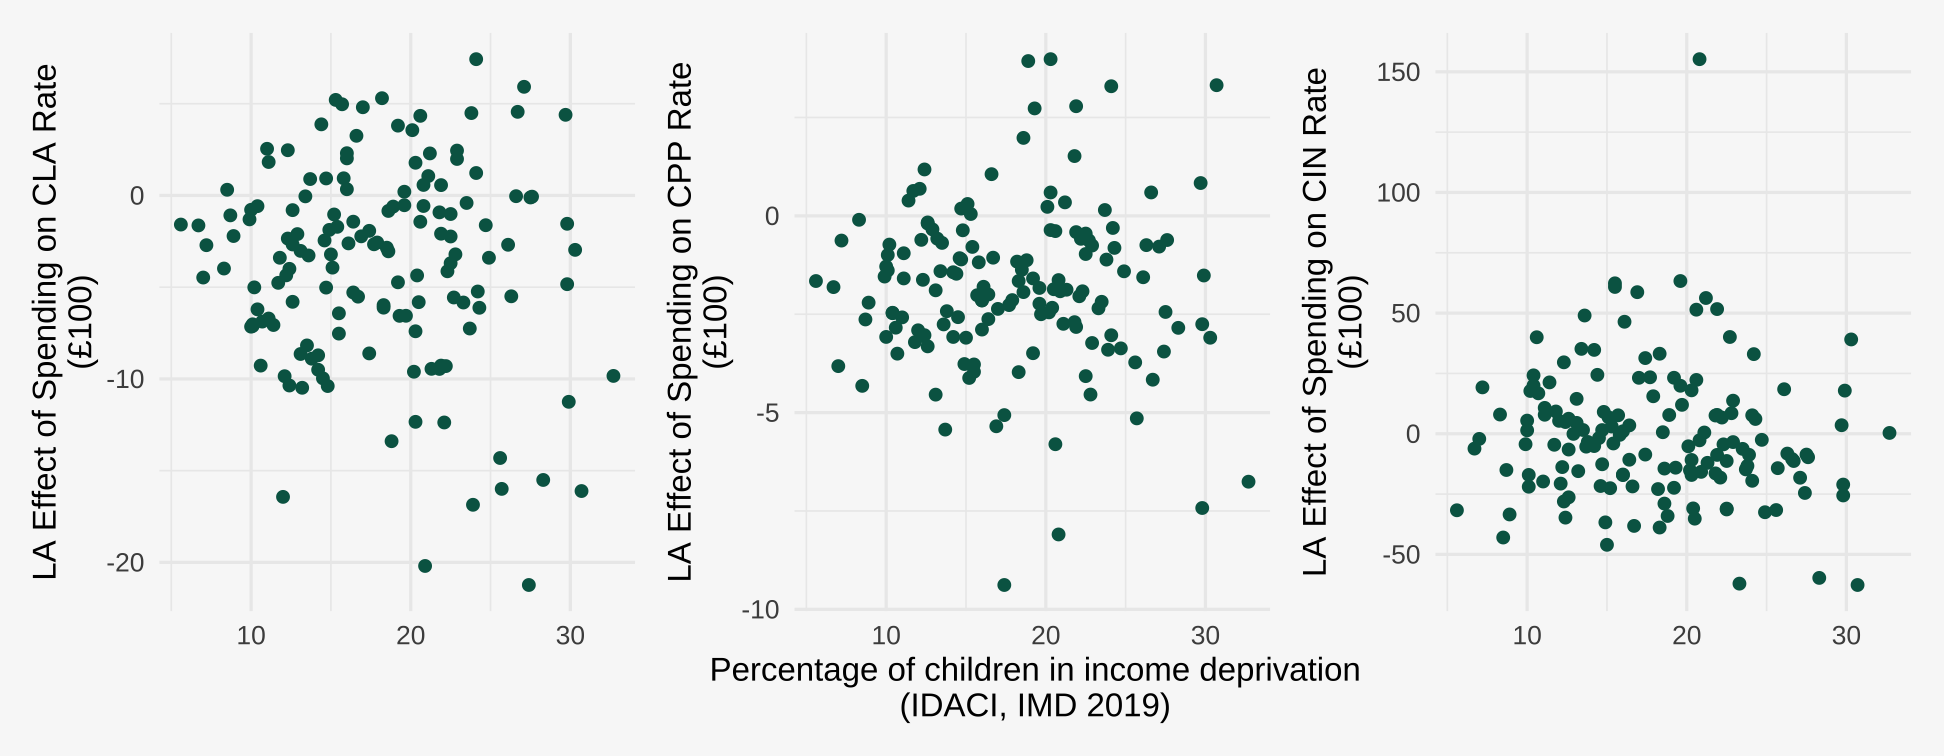 LA Effect of Spending on CLA Rate
(£100)
0
-10
-20
10 20 30
LA Effect of Spending on CPP Rate
(£100)
0
-5
-10
10 20 30
LA Effect of Spending on CIN Rate
(£100)
150
100
50
0
-50
10 20 30
Percentage of children in income deprivation
(IDACI, IMD 2019)